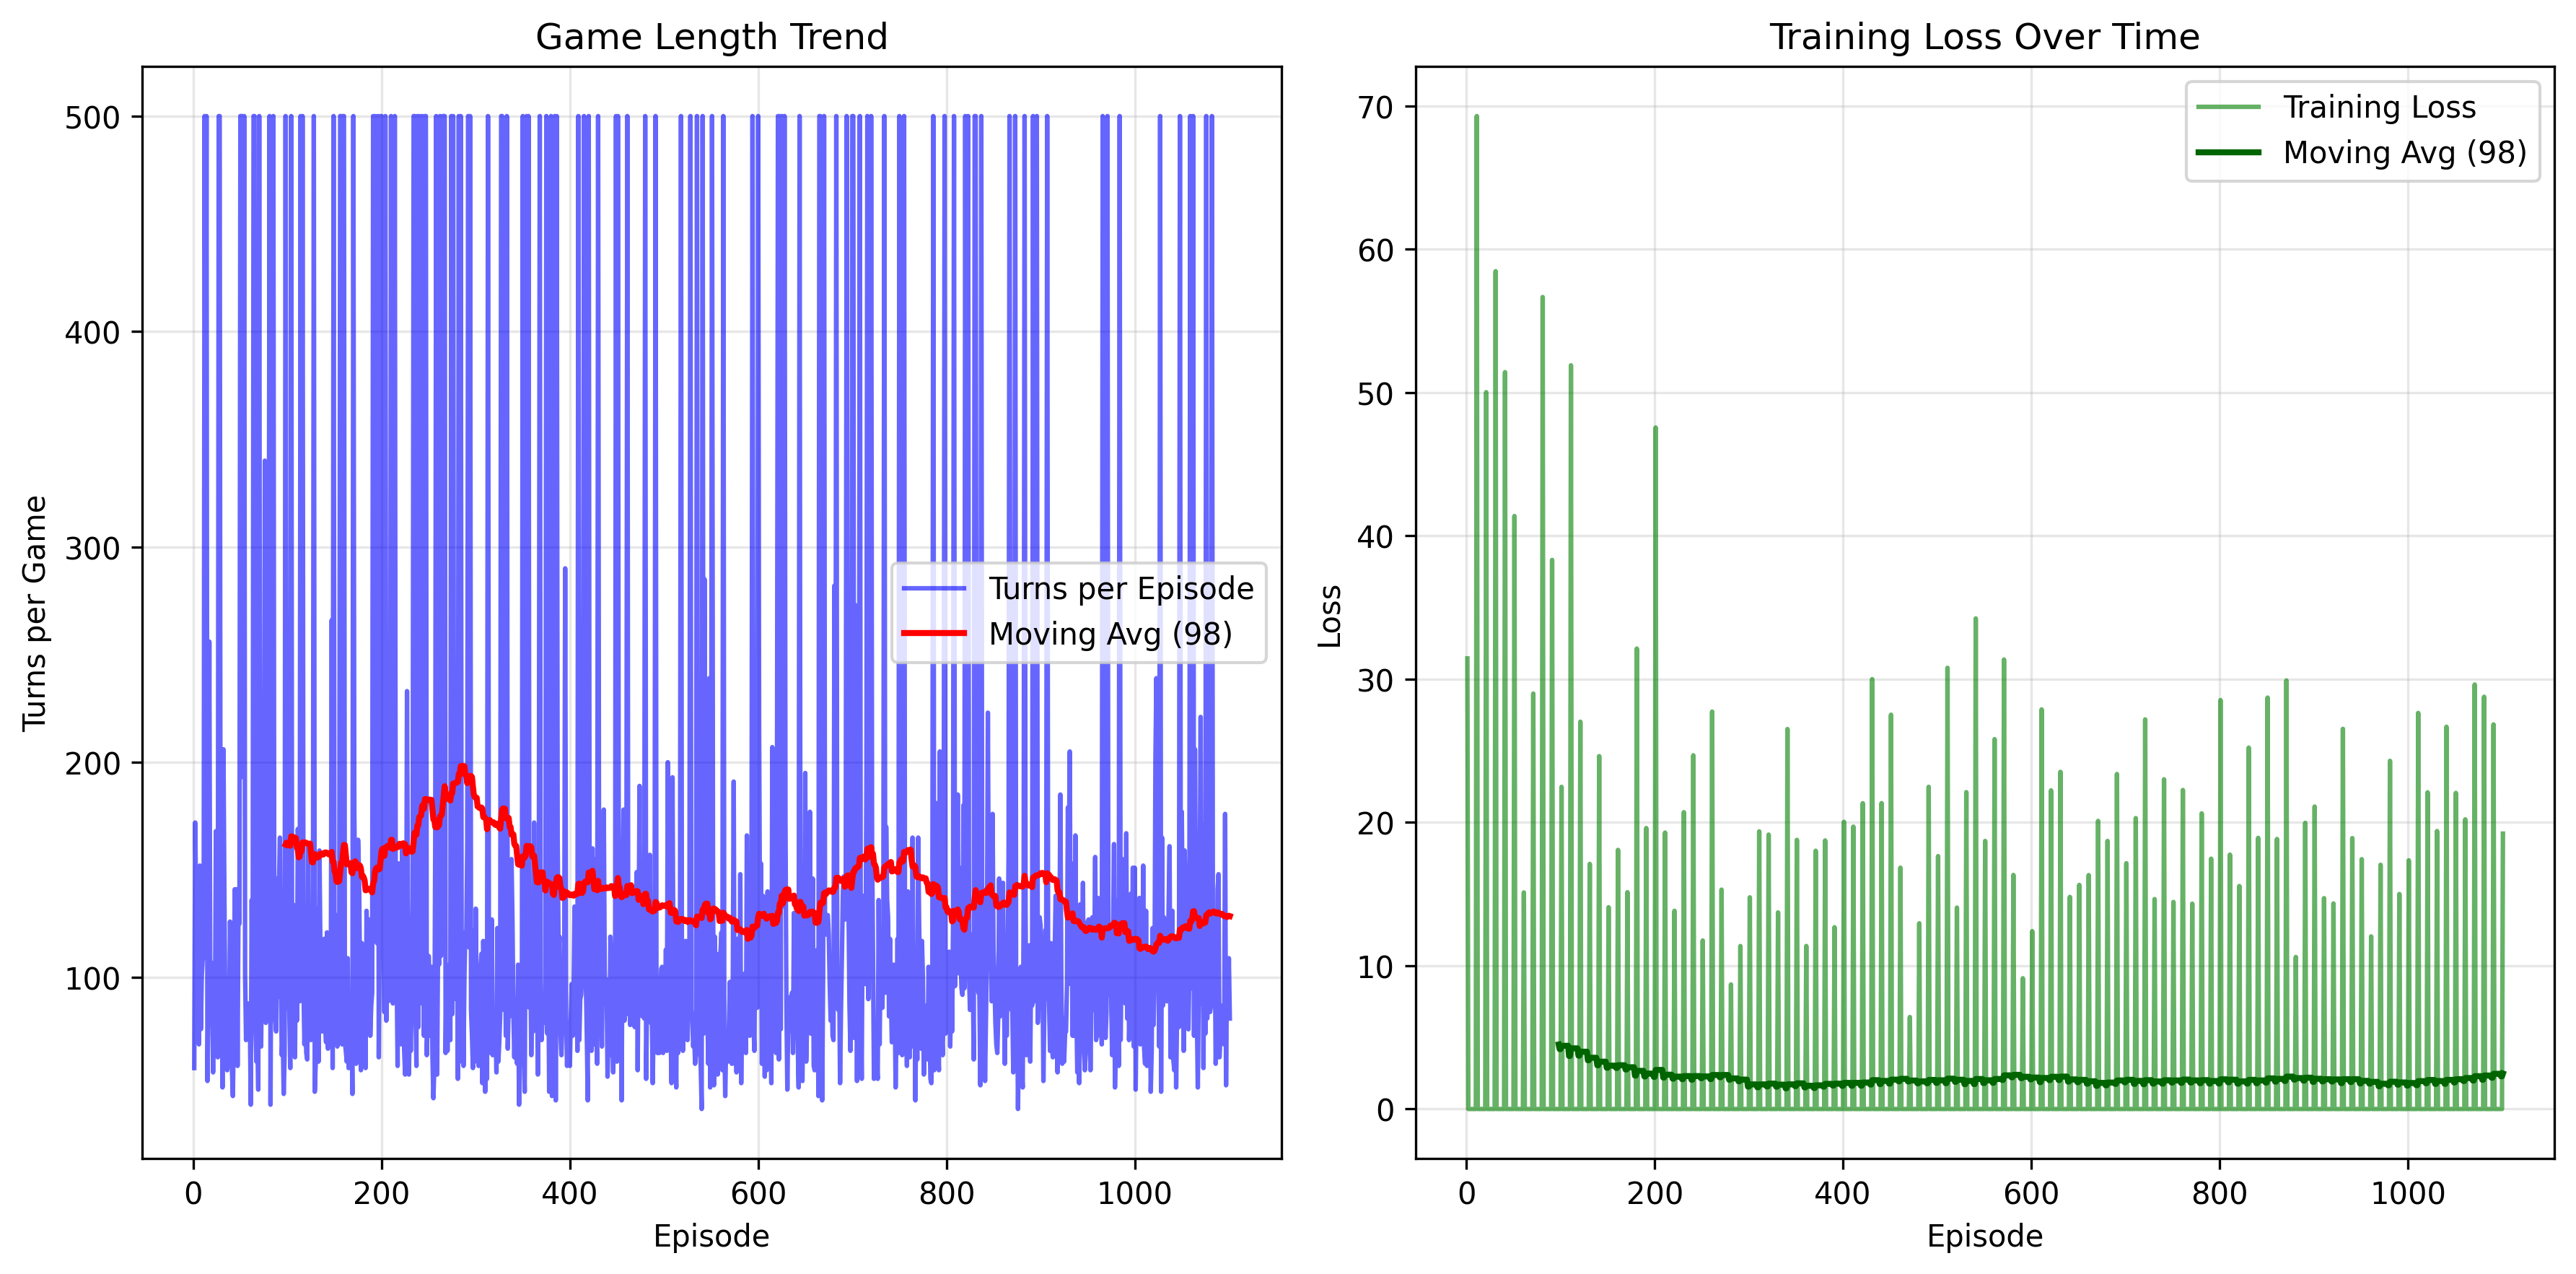 Game Length Trend
Turns per Game
500
400
300
200
100
Turns per Episode
Moving Avg (98)
0
200
400
600
800
1000
Episode
Training Loss Over Time
Loss
70
60
50
40
30
20
10
0
Training Loss
Moving Avg (98)
0
200
400
600
800
1000
Episode